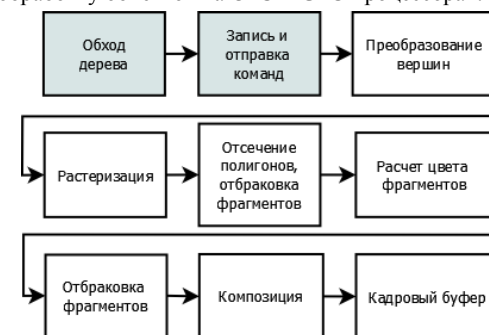 Обход
дерева
Запись и
отправка
команд
Преобразование
вершин
Растеризация
Отсечение
полигонов,
отбраковка
фрагментов
Расчет цвета
фрагментов
Отбраковка
фрагментов
Композиция
Кадровый буфер